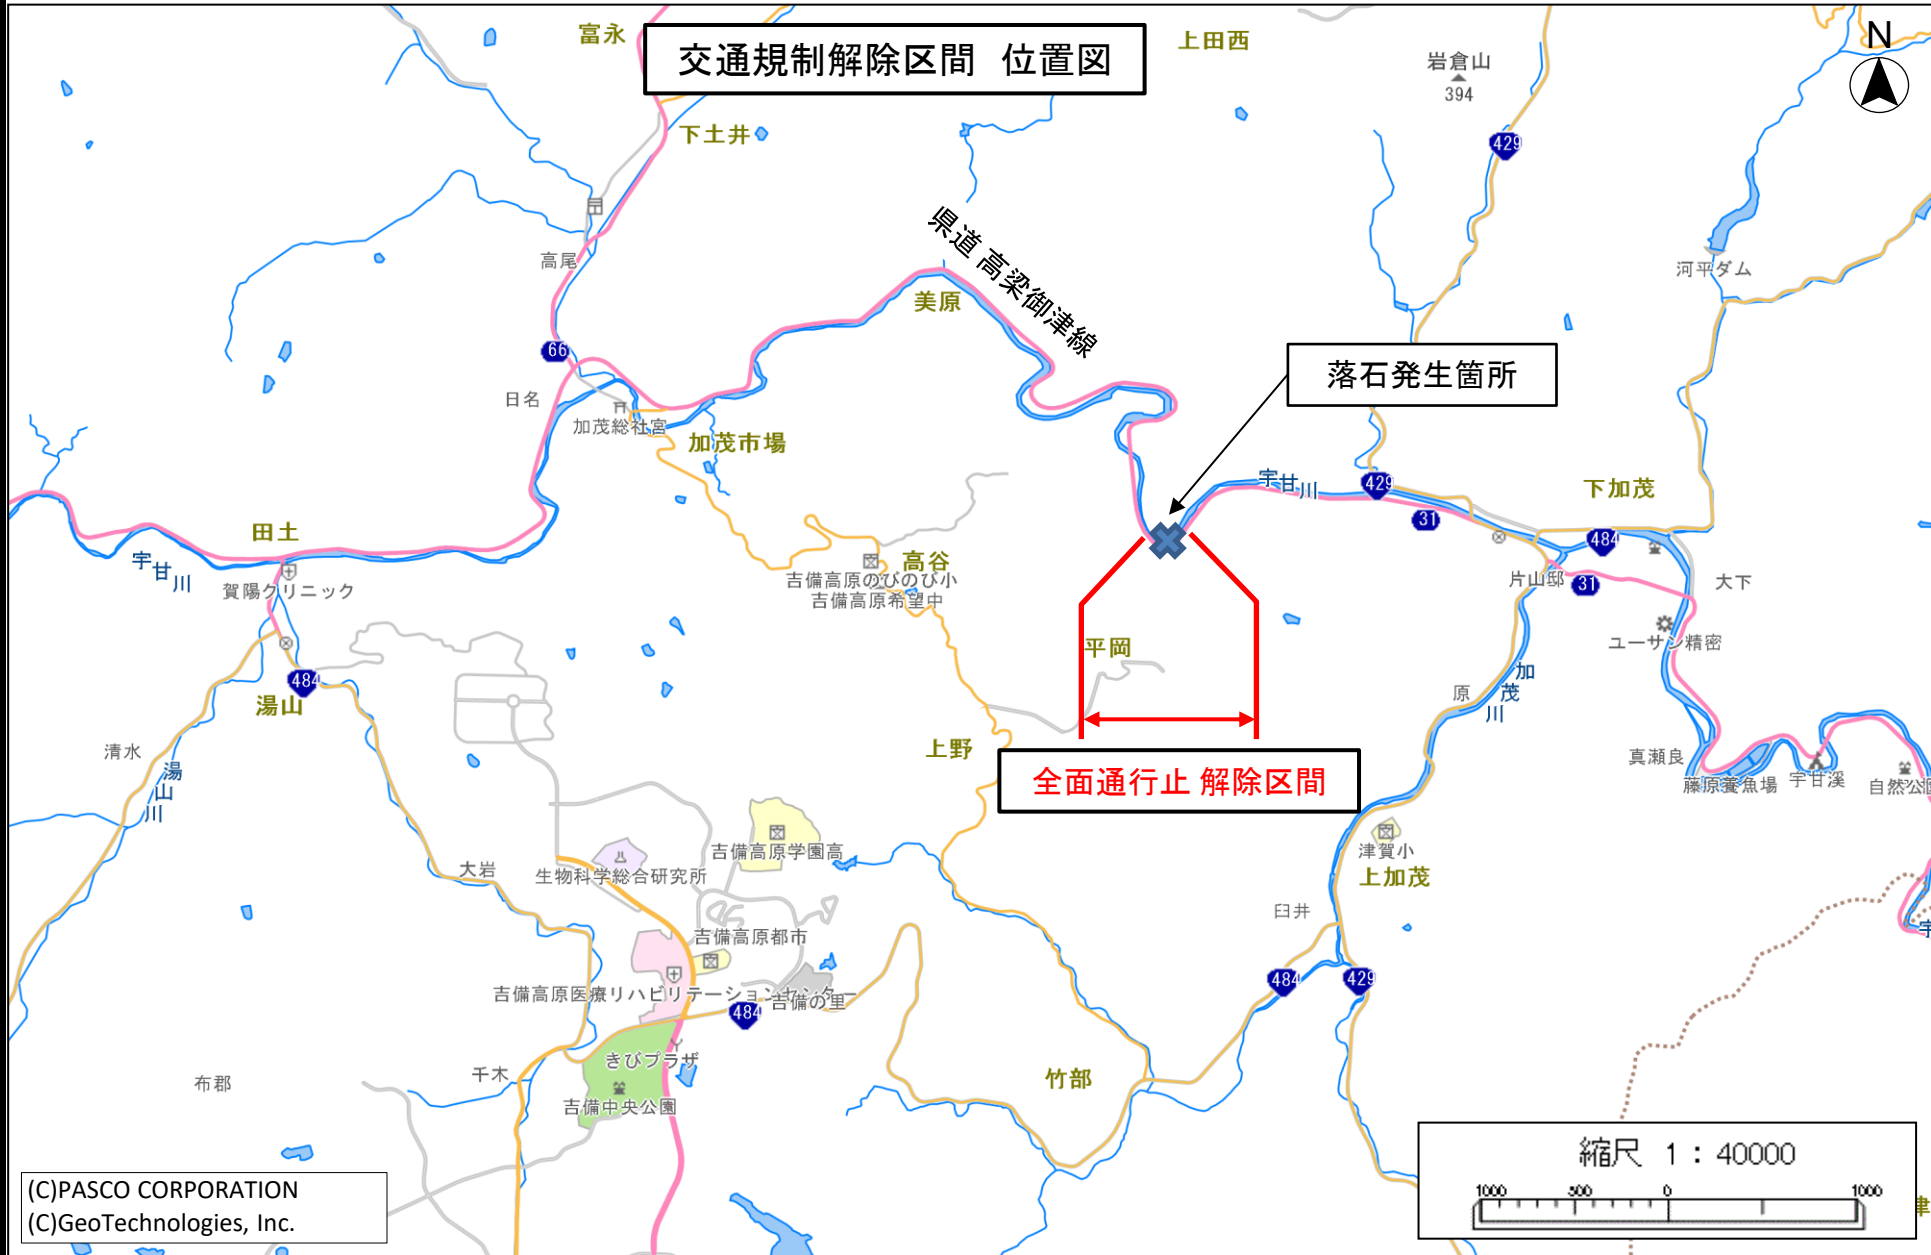 交通規制解除区間 位置図
富永
上田西
岩倉山
394
N
429
下土井
高尾
県道 高梁御津線
美原
河平ダム
66
落石発生箇所
日名
加茂総社宮
加茂市場
宇甘川
429
31
下加茂
484
田土
宇甘川
賀陽クリニック
高谷
吉備高原のびのび小
吉備高原希望中
片山邸
31
大下
ユーサン精密
平岡
484
湯山
加茂川
原
清水
湯山川
上野
真瀬良
全面通行止 解除区間
藤原養魚場
宇甘渓
自然公園
吉備高原学園高
津賀小
大岩
生物科学総合研究所
上加茂
臼井
吉備高原都市
宇
吉備高原医療リハビリテーションセンター
吉備の里
484
484
429
きびプラザ
千木
布郡
竹部
吉備中央公園
縮尺 1:40000
1000 500 0 1000
津
(C)PASCO CORPORATION
(C)GeoTechnologies, Inc.